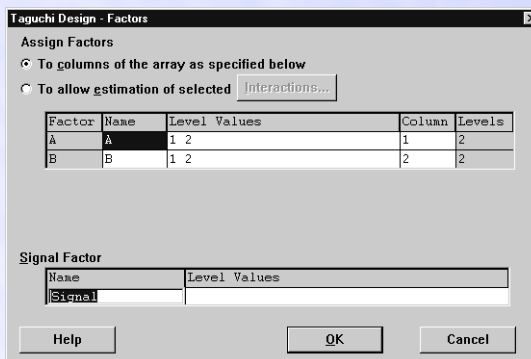 Taguchi Design - Factors
Assign Factors
To columns of the array as specified below
To allow estimation of selected Interactions...
Factor Name Level Values Column Levels
A A 1 2 1 2
B B 1 2 2 2
Signal Factor
Name Level Values
Signal
Help OK Cancel